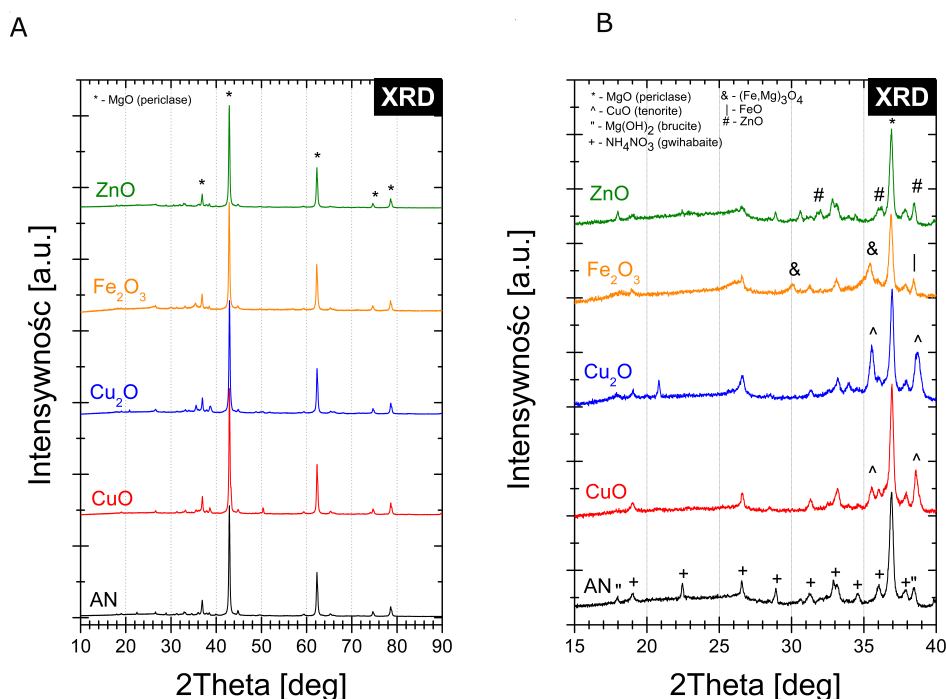 A
B
* - MgO (periclase)
XRD
*
*
*
*
*
ZnO
Fe2O3
Cu2O
CuO
AN
Intensywnośc [a.u.]
10 20 30 40 50 60 70 80 90
2Theta [deg]
* - MgO (periclase)
^ - CuO (tenorite)
" - Mg(OH)2 (brucite)
+ - NH4NO3 (gwihabaite)
& - (Fe,Mg)3O4
| - FeO
# - ZnO
XRD
*
ZnO
# # #
Fe2O3
& & |
Cu2O
^ ^
CuO
^ ^
AN
" + + + + + + + + + "
Intensywnośc [a.u.]
15 20 25 30 35 40
2Theta [deg]